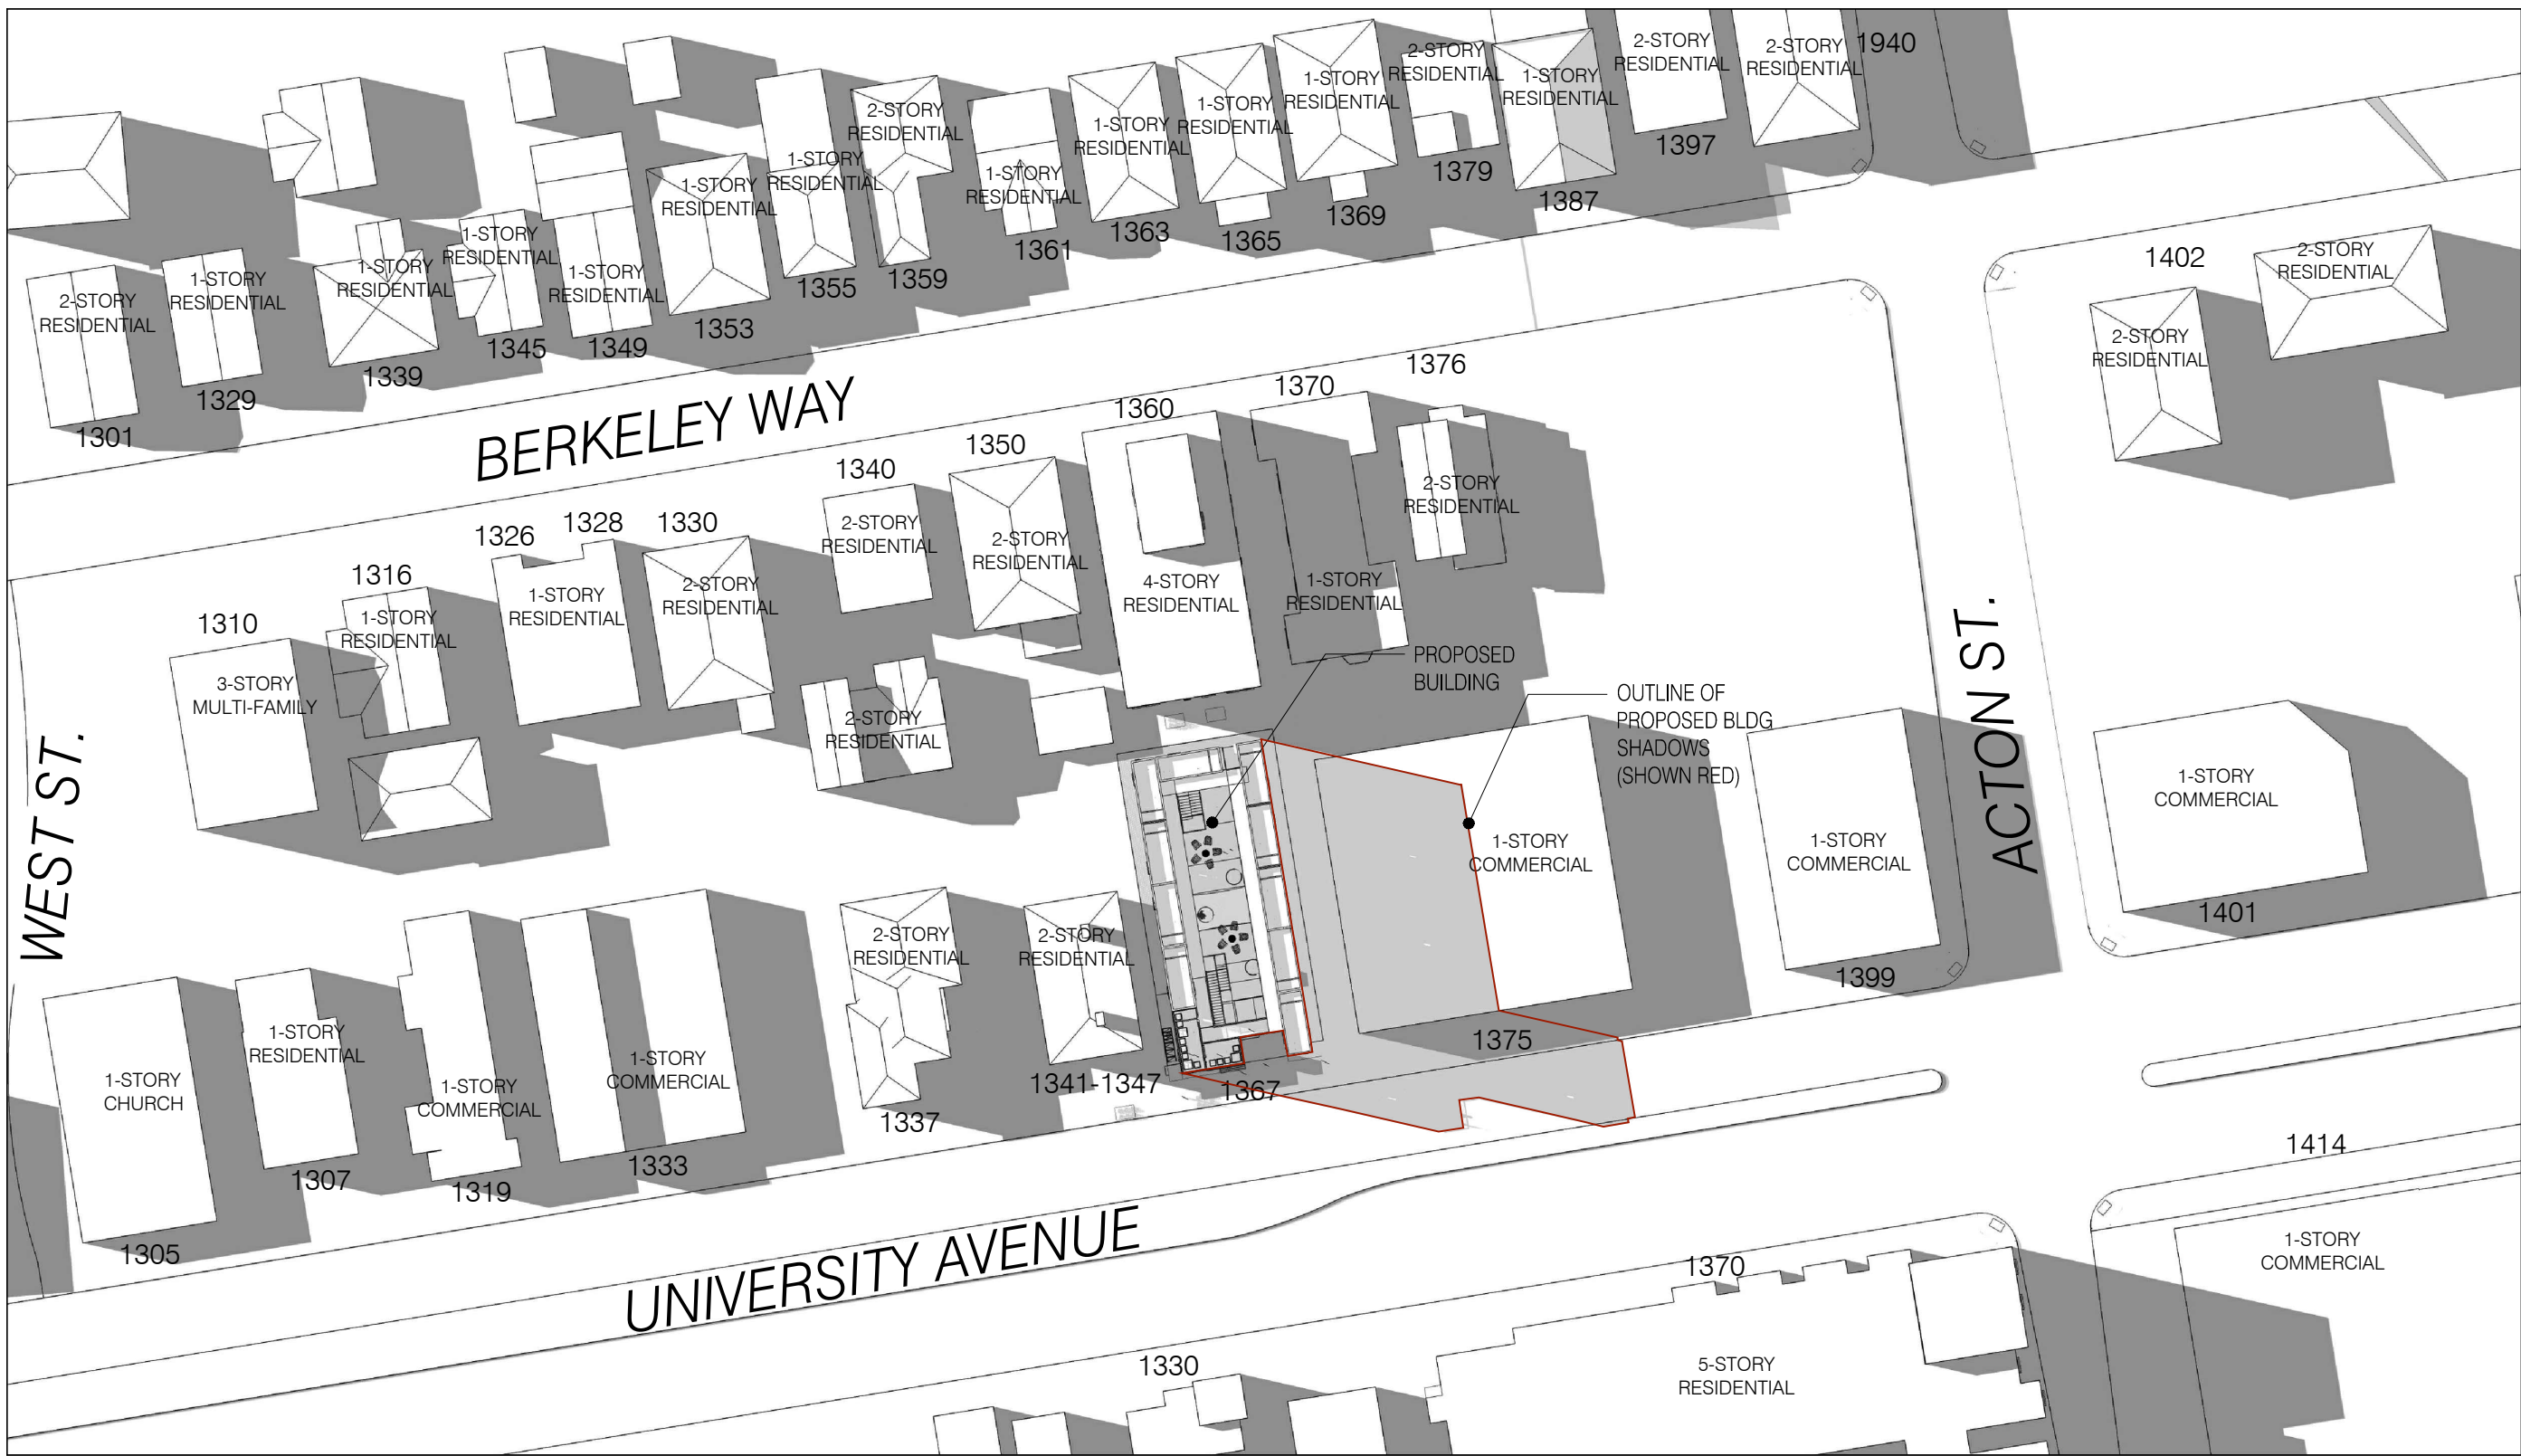 2-STORY
RESIDENTIAL
1940
2-STORY
RESIDENTIAL
2-STORY
RESIDENTIAL
1-STORY
RESIDENTIAL
1-STORY
RESIDENTIAL
1-STORY
RESIDENTIAL
2-STORY
RESIDENTIAL
1-STORY
RESIDENTIAL
1-STORY
RESIDENTIAL
1-STORY
RESIDENTIAL
1-STORY
RESIDENTIAL
1-STORY
RESIDENTIAL
1397
1379
1387
1369
1365
1363
1361
1359
1355
1353
1-STORY
RESIDENTIAL
1-STORY
RESIDENTIAL
1-STORY
RESIDENTIAL
1-STORY
RESIDENTIAL
2-STORY
RESIDENTIAL
1349
1345
1339
1329
1301
1402
2-STORY
RESIDENTIAL
2-STORY
RESIDENTIAL
BERKELEY WAY
1376
1370
1360
1350
1340
1330
1328
1326
1316
1310
2-STORY
RESIDENTIAL
2-STORY
RESIDENTIAL
2-STORY
RESIDENTIAL
4-STORY
RESIDENTIAL
1-STORY
RESIDENTIAL
2-STORY
RESIDENTIAL
1-STORY
RESIDENTIAL
1-STORY
RESIDENTIAL
3-STORY
MULTI-FAMILY
2-STORY
RESIDENTIAL
PROPOSED
BUILDING
OUTLINE OF
PROPOSED BLDG
SHADOWS
(SHOWN RED)
WEST ST.
ACTON ST.
1-STORY
COMMERCIAL
1-STORY
COMMERCIAL
1-STORY
COMMERCIAL
1401
1399
1375
2-STORY
RESIDENTIAL
2-STORY
RESIDENTIAL
1-STORY
RESIDENTIAL
1-STORY
CHURCH
1-STORY
COMMERCIAL
1-STORY
COMMERCIAL
1341-1347
1367
1337
1333
1319
1307
1305
UNIVERSITY AVENUE
1414
1-STORY
COMMERCIAL
1370
5-STORY
RESIDENTIAL
1330